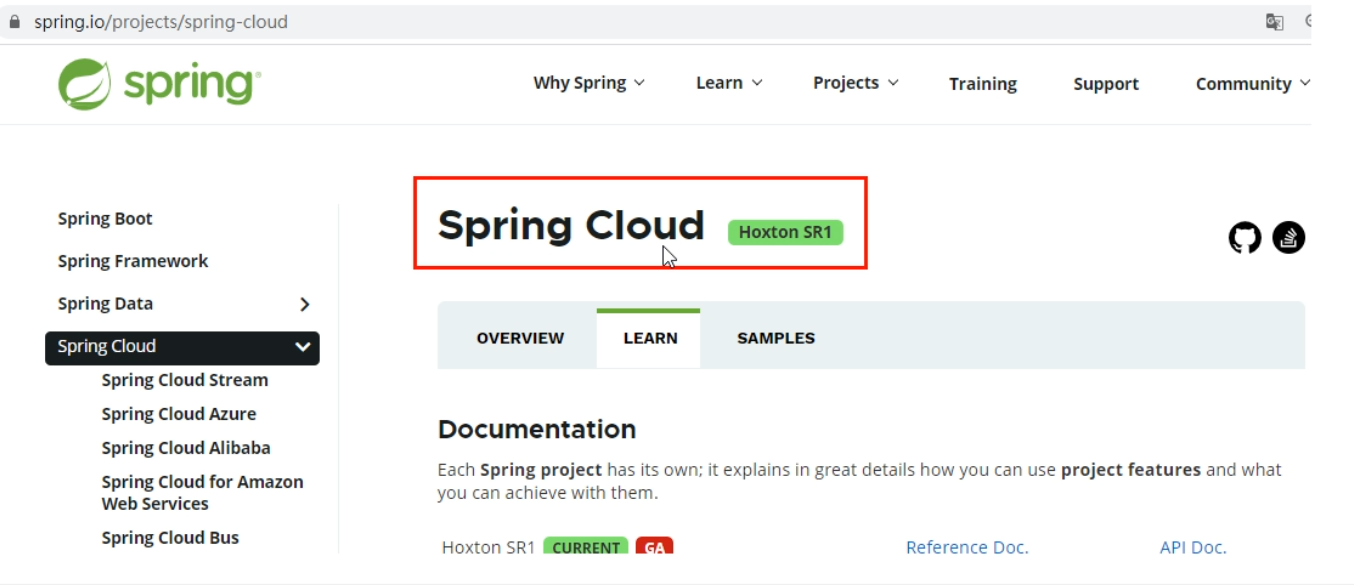 spring.io/projects/spring-cloud
spring
Why Spring
Learn
Projects
Training
Support
Community
Spring Boot
Spring Framework
Spring Data
Spring Cloud
Spring Cloud Stream
Spring Cloud Azure
Spring Cloud Alibaba
Spring Cloud for Amazon
Web Services
Spring Cloud Bus
Spring Cloud Hoxton SR1
OVERVIEW LEARN SAMPLES
Documentation
Each Spring project has its own; it explains in great details how you can use project features and what
you can achieve with them.
Hoxton SR1 CURRENT GA Reference Doc. API Doc.